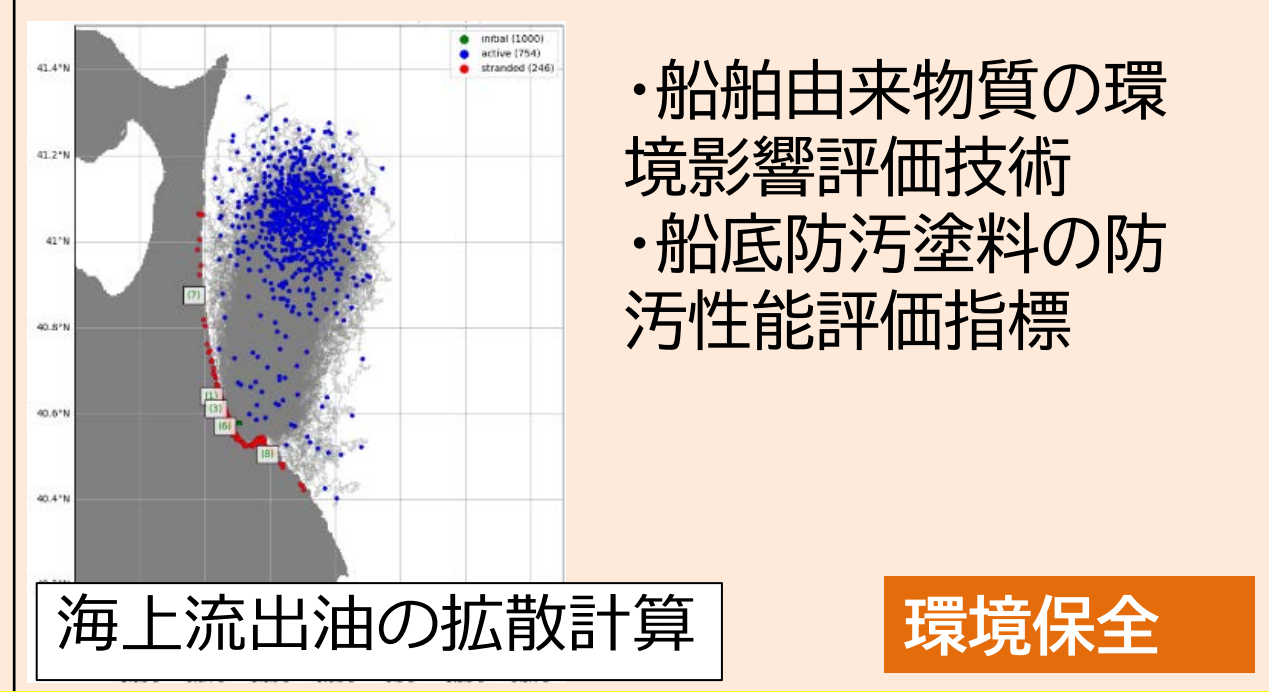 initial (1000)
active (754)
stranded (246)
41.4°N
41.2°N
41°N
40.8°N
40.6°N
40.4°N
(7)
(1)
(3)
(6)
(8)
・船舶由来物質の環
境影響評価技術
・船底防汚塗料の防
汚性能評価指標
海上流出油の拡散計算
環境保全